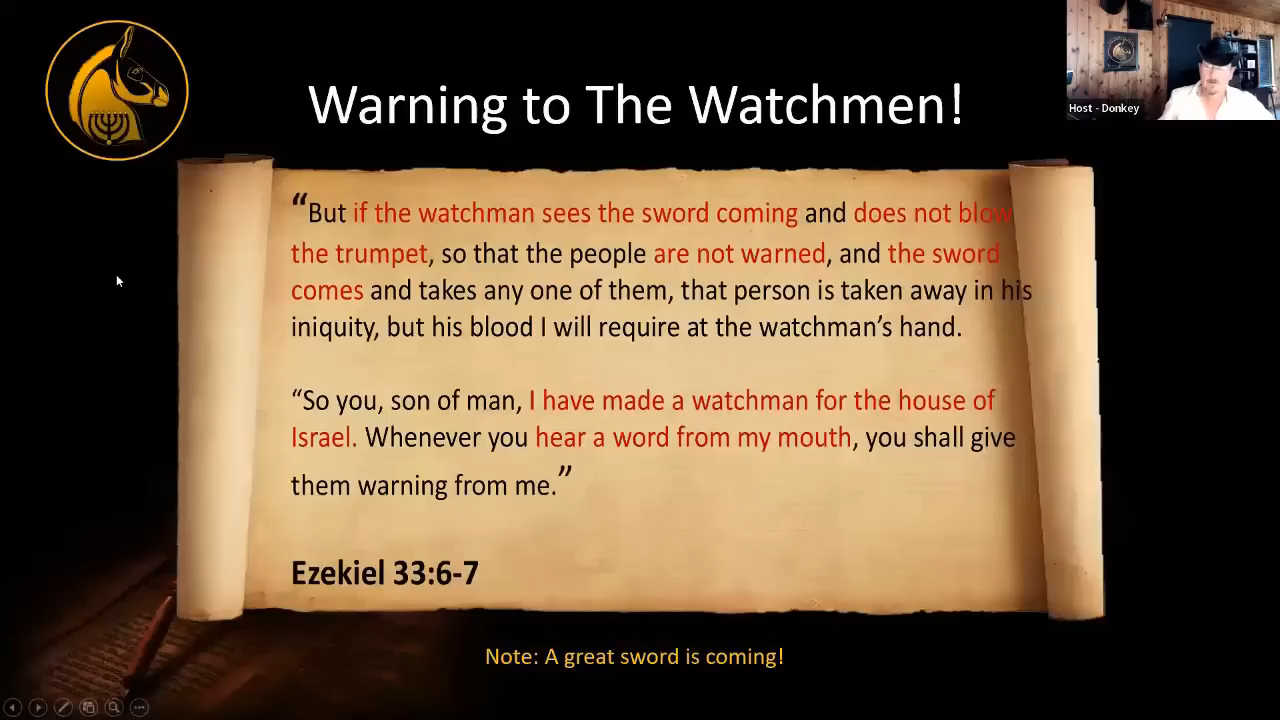 Warning to The Watchmen!
Host - Donkey
“But if the watchman sees the sword coming and does not blow
the trumpet, so that the people are not warned, and the sword
comes and takes any one of them, that person is taken away in his
iniquity, but his blood I will require at the watchman’s hand.
“So you, son of man, I have made a watchman for the house of
Israel. Whenever you hear a word from my mouth, you shall give
them warning from me.”
Ezekiel 33:6-7
Note: A great sword is coming!